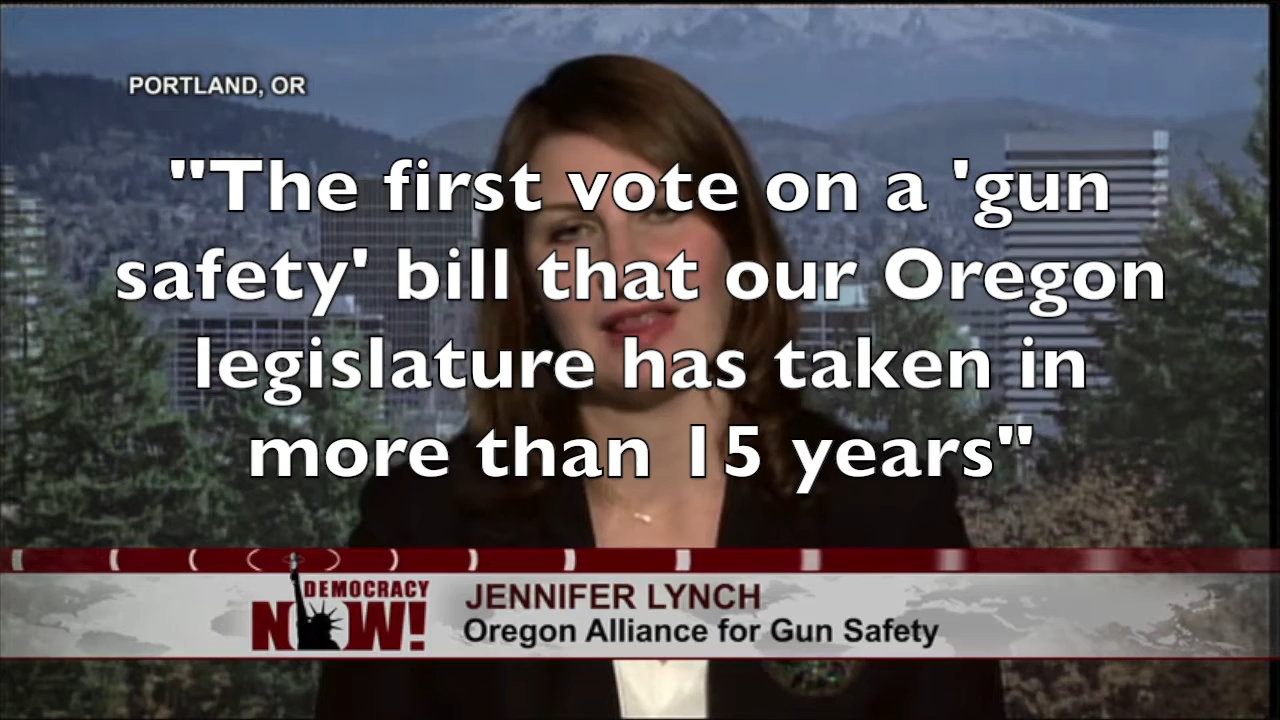 PORTLAND, OR
"The first vote on a 'gun
safety' bill that our Oregon
legislature has taken in
more than 15 years"
DEMOCRACY
NOW!
JENNIFER LYNCH
Oregon Alliance for Gun Safety